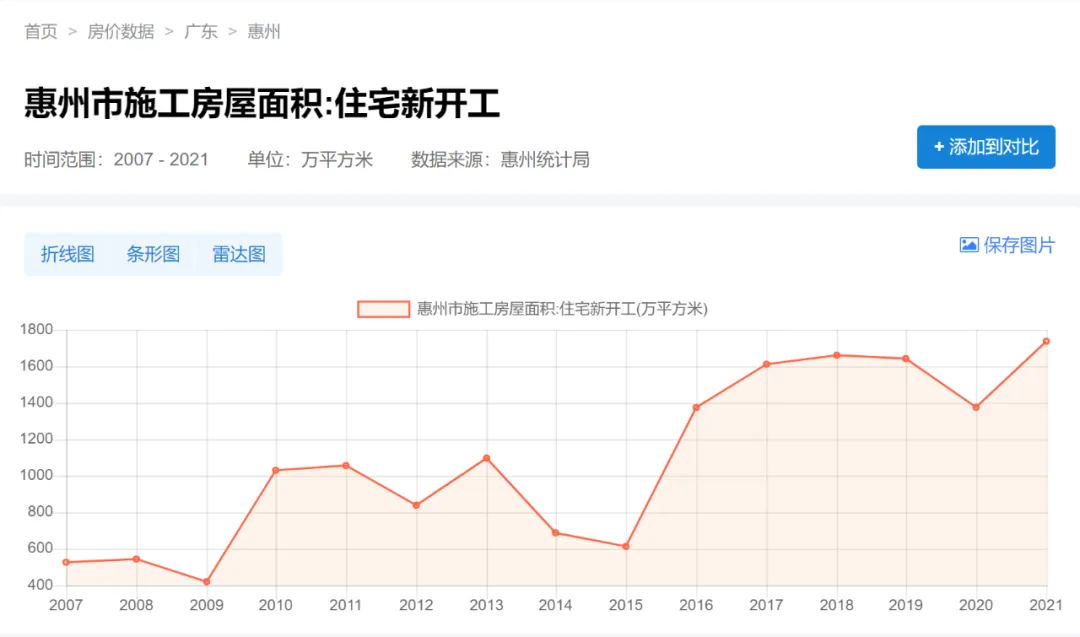 首页 > 房价数据 > 广东 > 惠州
惠州市施工房屋面积:住宅新开工
时间范围：2007 - 2021 单位：万平方米 数据来源：惠州统计局
+ 添加到对比
折线图 条形图 雷达图
保存图片
惠州市施工房屋面积:住宅新开工(万平方米)
1800
1600
1400
1200
1000
800
600
400
2007 2008 2009 2010 2011 2012 2013 2014 2015 2016 2017 2018 2019 2020 2021